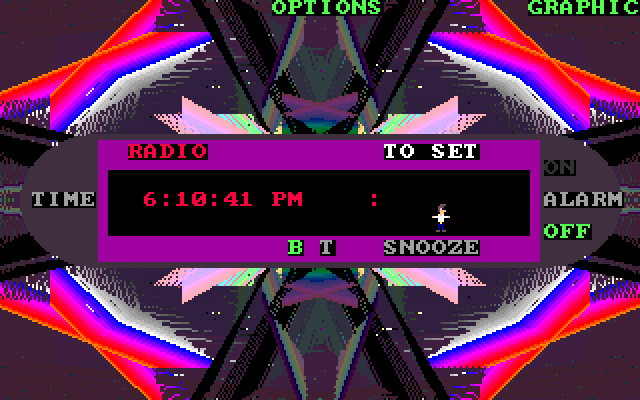 OPTIONS GRAPHIC
RADIO TO SET
ON
TIME 6:10:41 PM : ALARM
OFF
B T SNOOZE